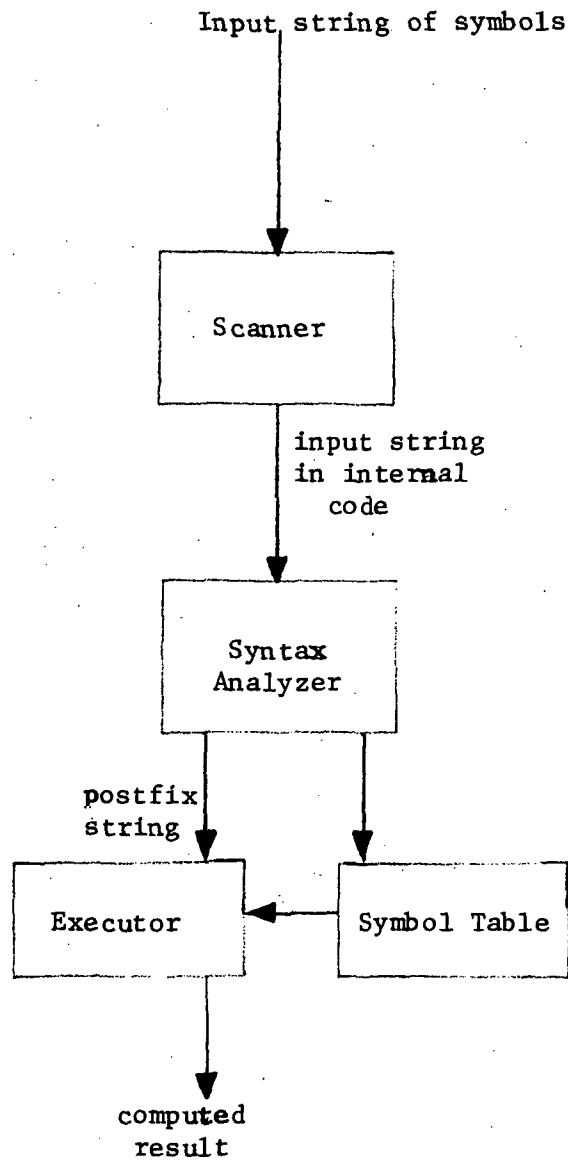 Input string of symbols
Scanner
input string
in internal
code
Syntax
Analyzer
postfix
string
Executor
Symbol Table
computed
result